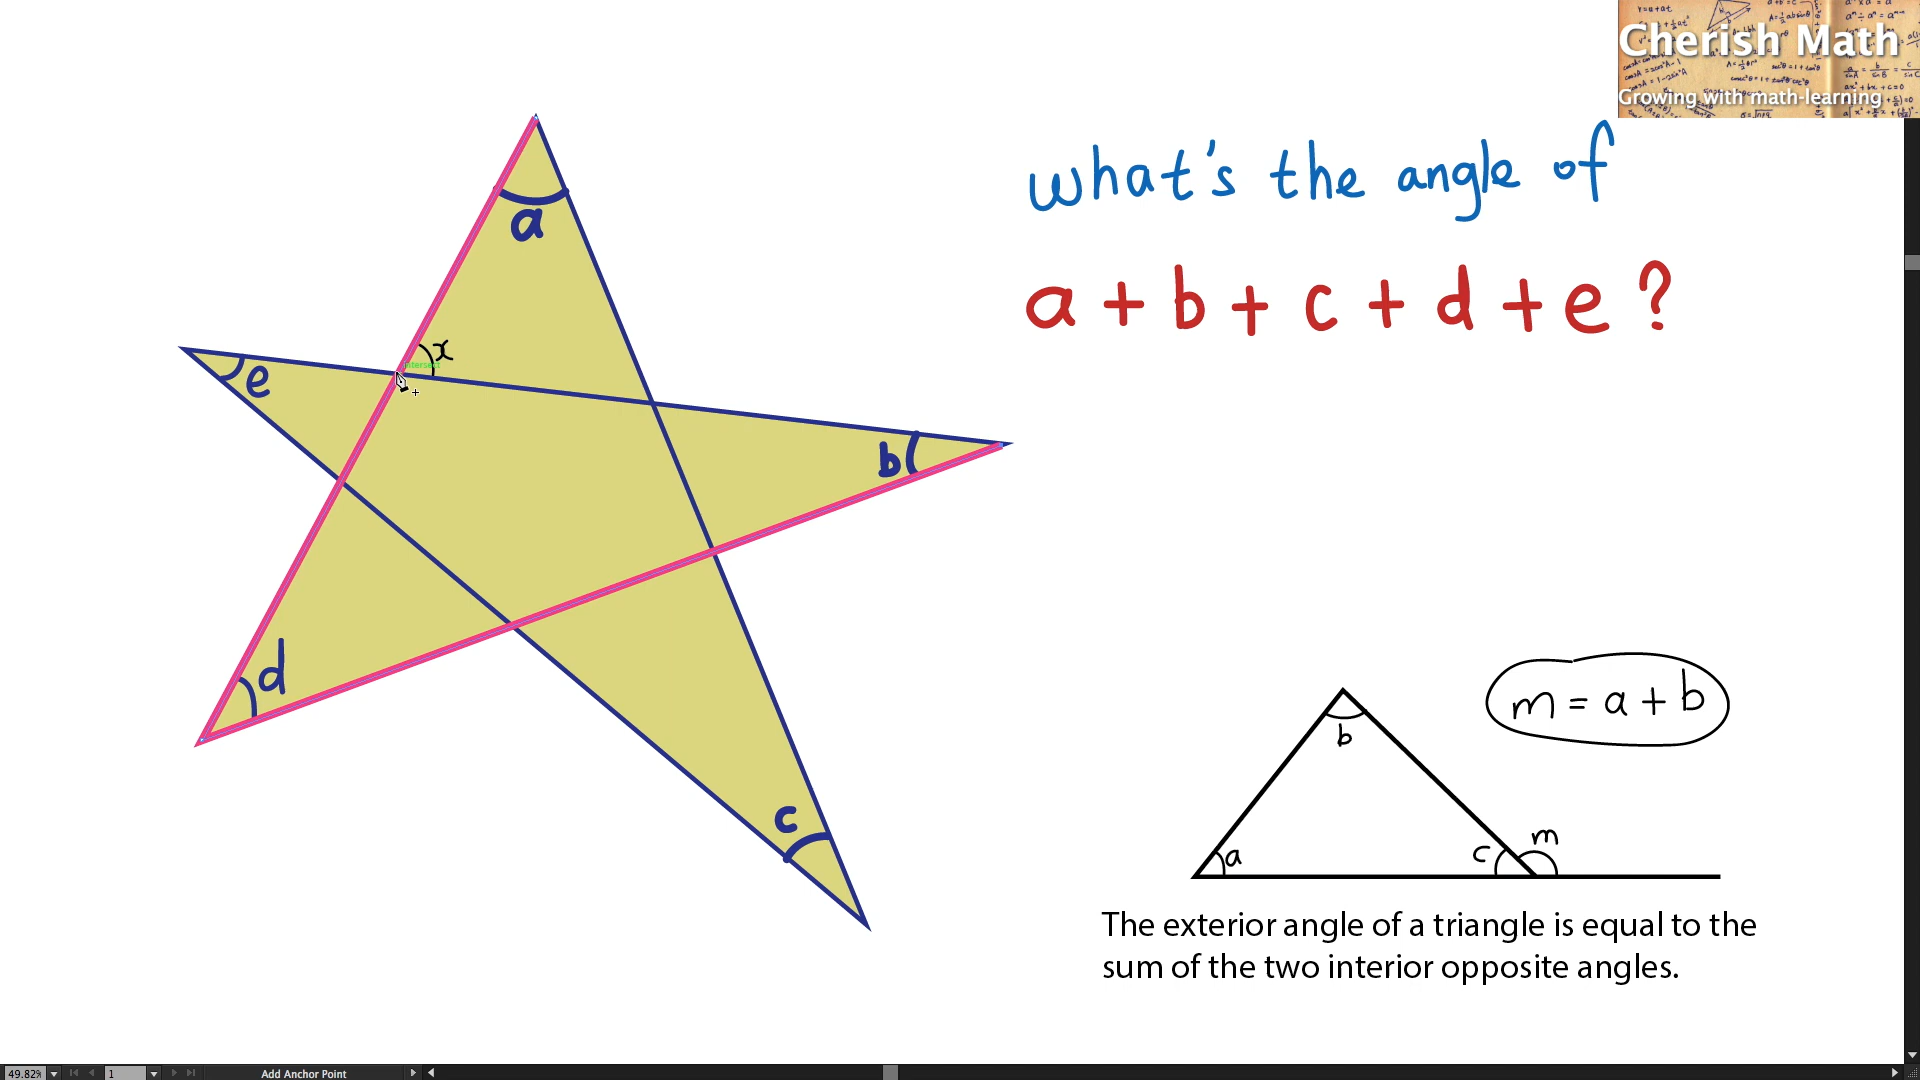 Cherish Math
Growing with math-learning
what's the angle of
a + b + c + d + e ?
a
x
intersect
e
b
d
c
m = a + b
b
a
c
m
The exterior angle of a triangle is equal to the
sum of the two interior opposite angles.
49.82%
1
Add Anchor Point